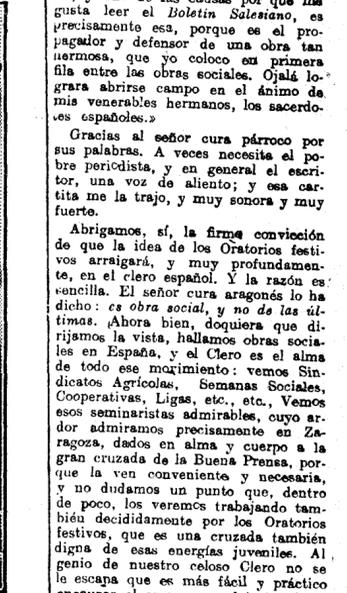 gusta leer el Boletín Salesiano, es
precisamente esa, porque es el pro-
pagador y defensor de una obra tan
hermosa, que yo coloco en primera
fila entre las obras sociales. Ojalá lo-
grara abrirse campo en el ánimo de
mis venerables hermanos, los sacerdo-
tes españoles.»
Gracias al señor cura párroco por
sus palabras. A veces necesita el po-
bre periodista, y en general el escri-
tor, una voz de aliento; y esa car-
tita me la trajo, y muy sonora y muy
fuerte.
Abrigamos, sí, la firme convicción
de que la idea de los Oratorios festi-
vos arraigará, y muy profundamen-
te, en el clero español. Y la razón es
sencilla. El señor cura aragonés lo ha
dicho: es obra social, y no de las úl-
timas. ¡Ahora bien, doquiera que di-
rijamos la vista, hallamos obras socia-
les en España, y el Clero es el alma
de todo ese movimiento: vemos Sin-
dicatos Agrícolas, Semanas Sociales,
Cooperativas, Ligas, etc., etc., Vemos
esos seminaristas admirables, cuyo ar-
dor admiramos precisamente en Za-
ragoza, dados en alma y cuerpo a la
gran cruzada de la Buena Prensa, por-
que la ven conveniente y necesaria,
y no dudamos un punto que, dentro
de poco, los veremos trabajando tam-
bién decididamente por los Oratorios
festivos, que es una cruzada también
digna de esas energías juveniles. Al
genio de nuestro celoso Clero no se
le escapa que es más fácil y práctico